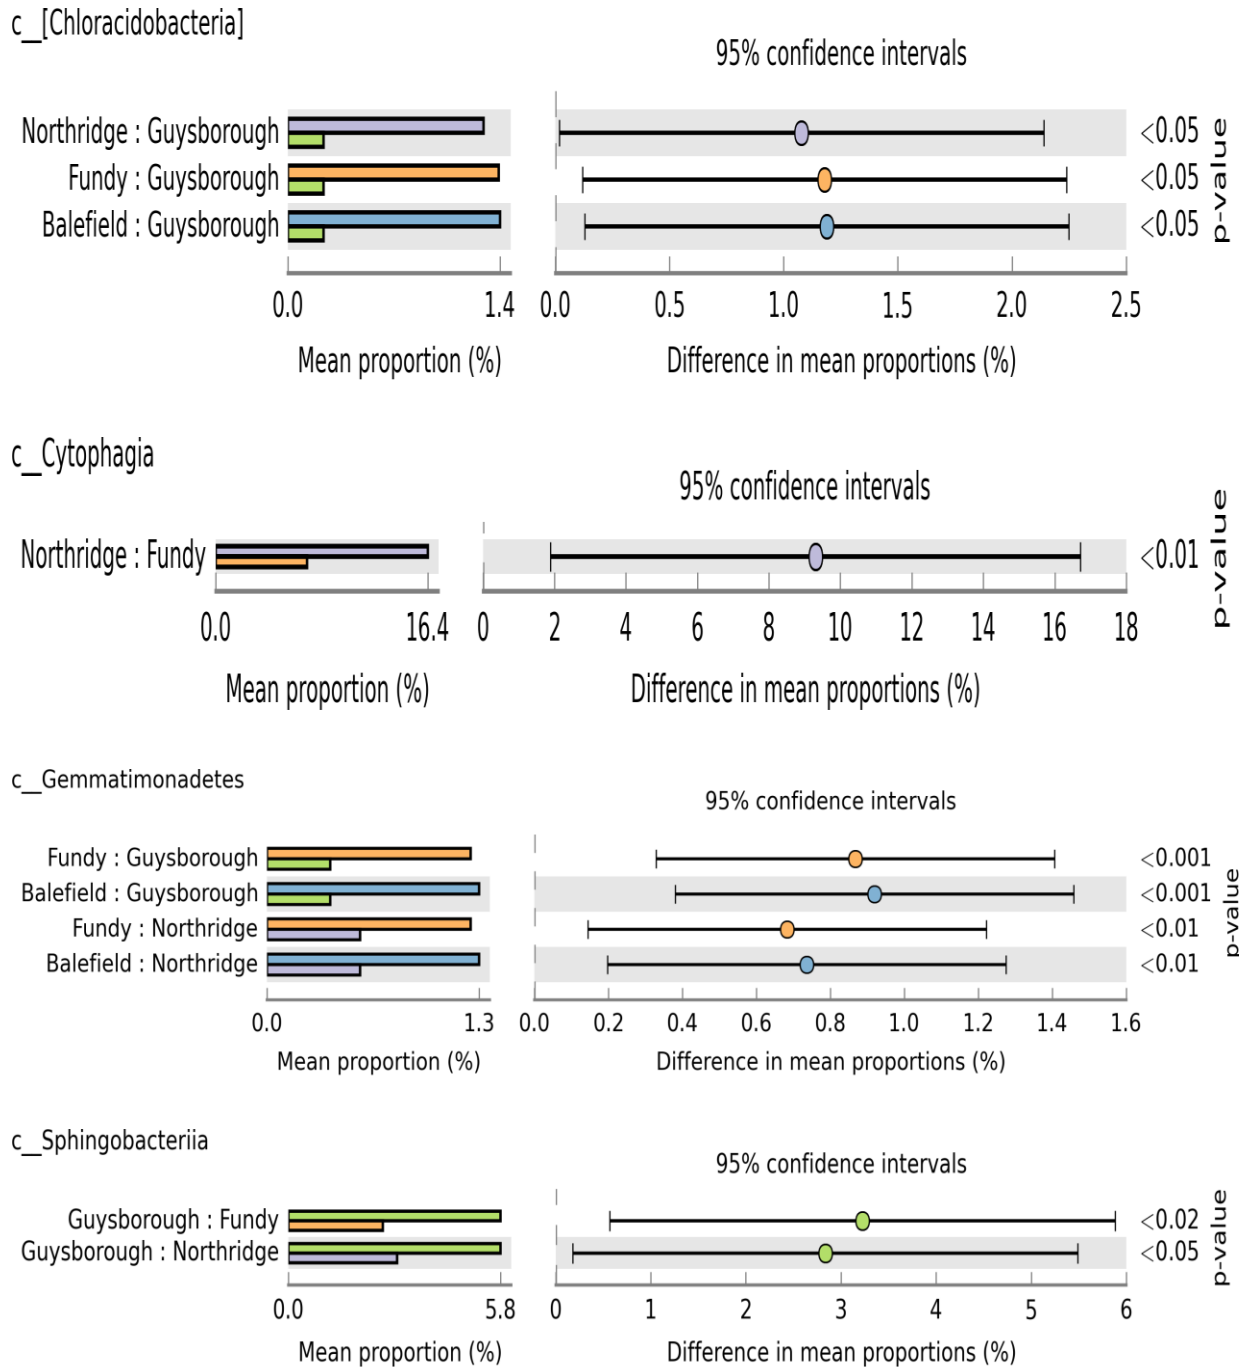 c__[Chloracidobacteria]
95% confidence intervals
Northridge : Guysborough
<0.05
Fundy : Guysborough
<0.05
Balefield : Guysborough
<0.05
p-value
0.0 1.4 0.0 0.5 1.0 1.5 2.0 2.5
Mean proportion (%) Difference in mean proportions (%)
c__Cytophagia
95% confidence intervals
Northridge : Fundy
<0.01
p-value
0.0 16.4 0 2 4 6 8 10 12 14 16 18
Mean proportion (%) Difference in mean proportions (%)
c__Gemmatimonadetes
95% confidence intervals
Fundy : Guysborough
<0.001
Balefield : Guysborough
<0.001
Fundy : Northridge
<0.01
Balefield : Northridge
<0.01
p-value
0.0 1.3 0.0 0.2 0.4 0.6 0.8 1.0 1.2 1.4 1.6
Mean proportion (%) Difference in mean proportions (%)
c__Sphingobacteriia
95% confidence intervals
Guysborough : Fundy
<0.02
Guysborough : Northridge
<0.05
p-value
0.0 5.8 0 1 2 3 4 5 6
Mean proportion (%) Difference in mean proportions (%)